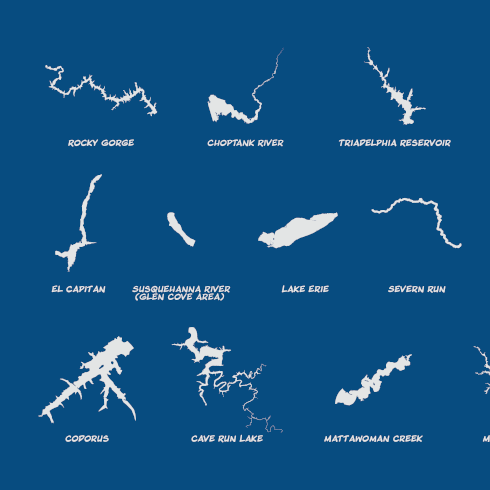 ROCKY GORGE
CHOPTANK RIVER
TRIADELPHIA RESERVOIR
EL CAPITAN
SUSQUEHANNA RIVER
(GLEN COVE AREA)
LAKE ERIE
SEVERN RUN
CODORUS
CAVE RUN LAKE
MATTAWOMAN CREEK
M